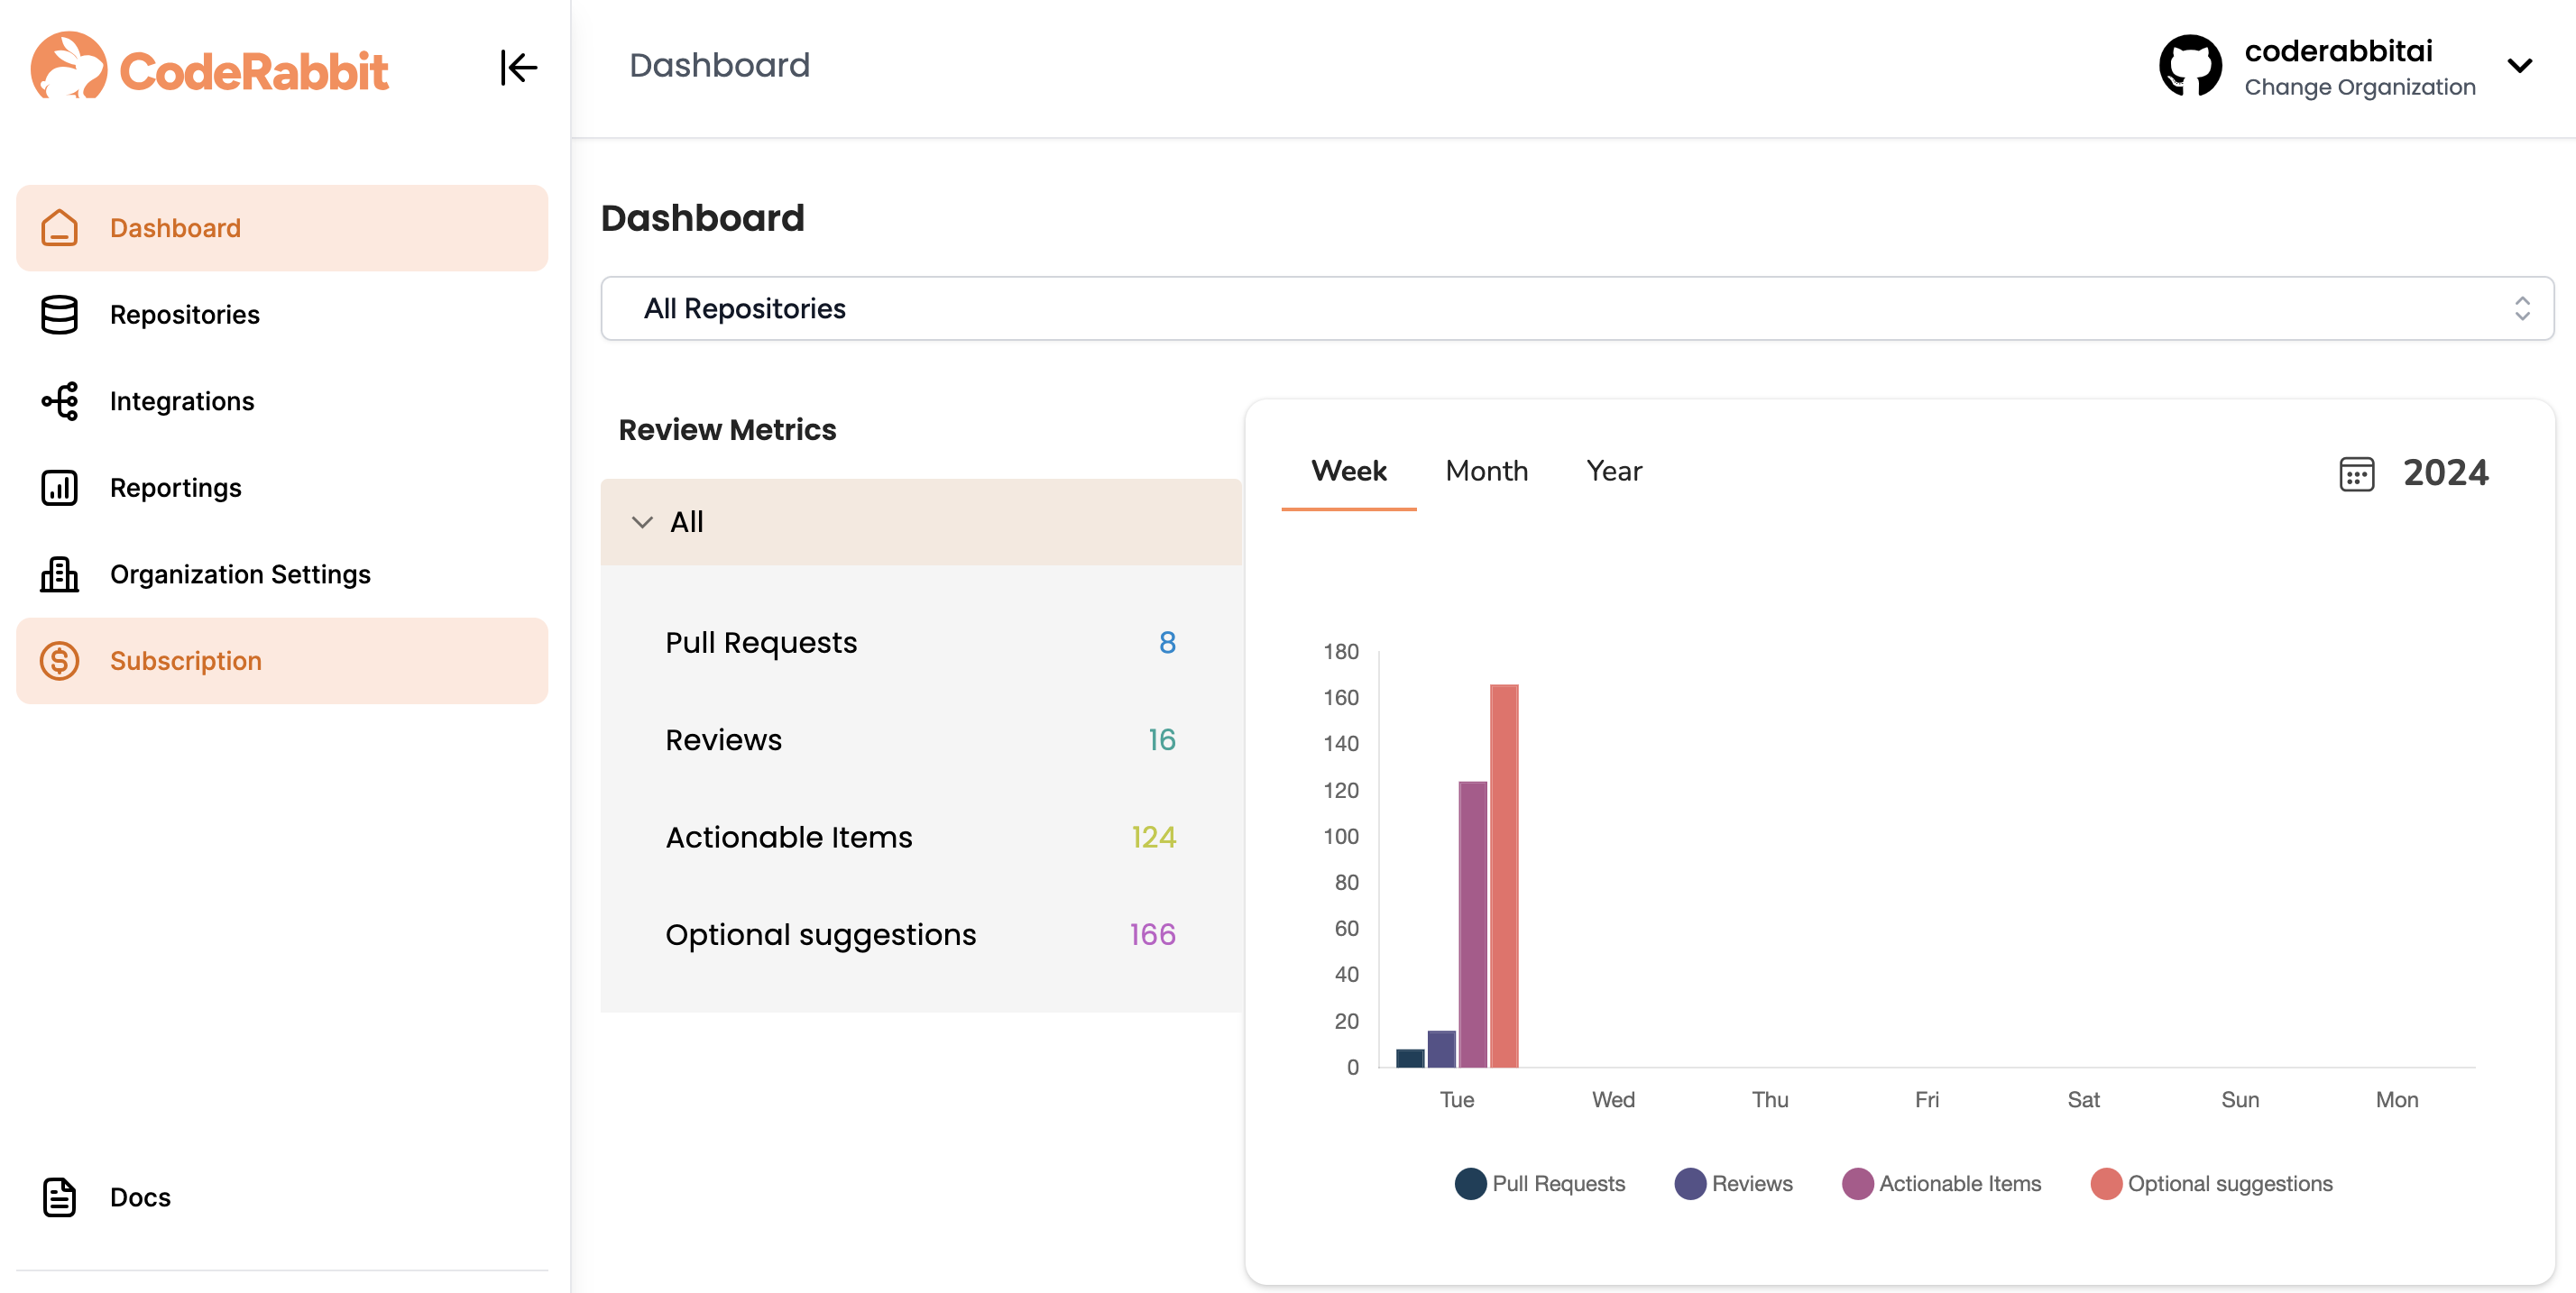 CodeRabbit
Dashboard
coderabbitai
Change Organization
Dashboard
Repositories
Integrations
Reportings
Organization Settings
Subscription
Docs
Dashboard
All Repositories
Review Metrics
All
Pull Requests 8
Reviews 16
Actionable Items 124
Optional suggestions 166
Week Month Year
2024
180
160
140
120
100
80
60
40
20
0
Tue Wed Thu Fri Sat Sun Mon
Pull Requests Reviews Actionable Items Optional suggestions